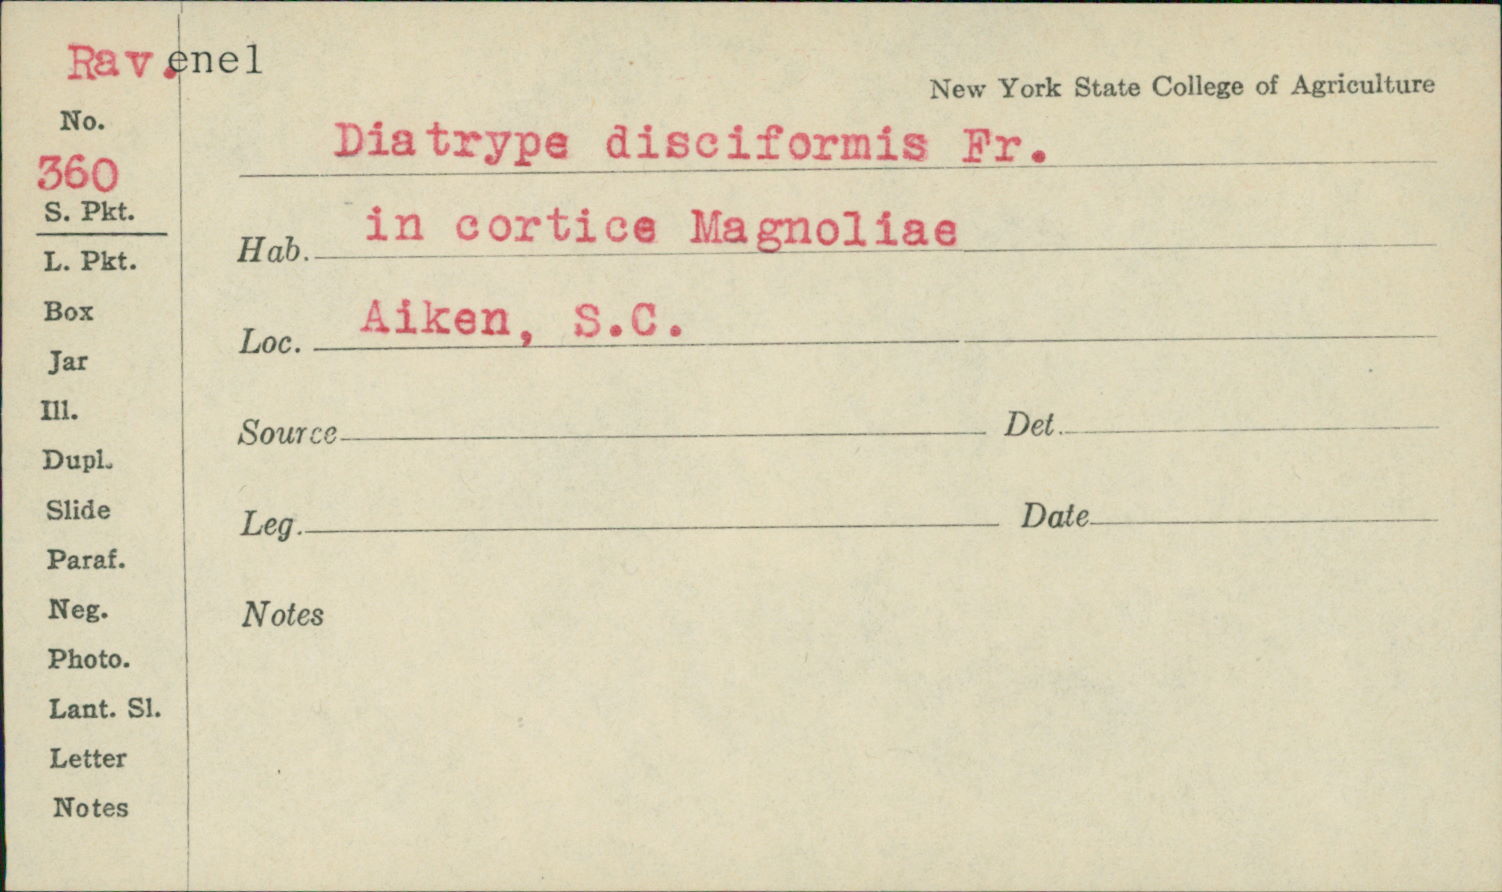 Rav.enel
New York State College of Agriculture
No.
360
Diatrype disciformis Fr.
S. Pkt.
Hab. in cortice Magnoliae
L. Pkt.
Box
Loc. Aiken, S.C.
Jar
Ill.
Source Det.
Dupl.
Slide
Leg. Date
Paraf.
Neg.
Notes
Photo.
Lant. Sl.
Letter
Notes